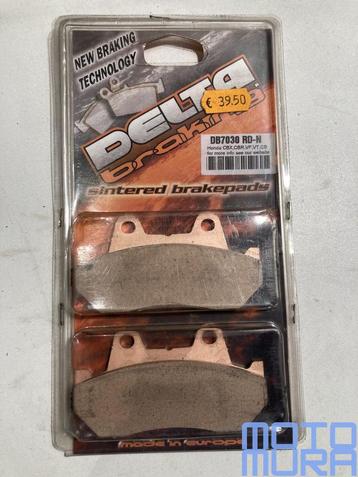 NEW BRAKING
TECHNOLOGY
DELTA
braking
€ 39.50
DB7030 RD-N
Honda CBX,CBR,VF,VT,CB
for more info see our website
sintered brakepads
made in europe
MOTO
MORA